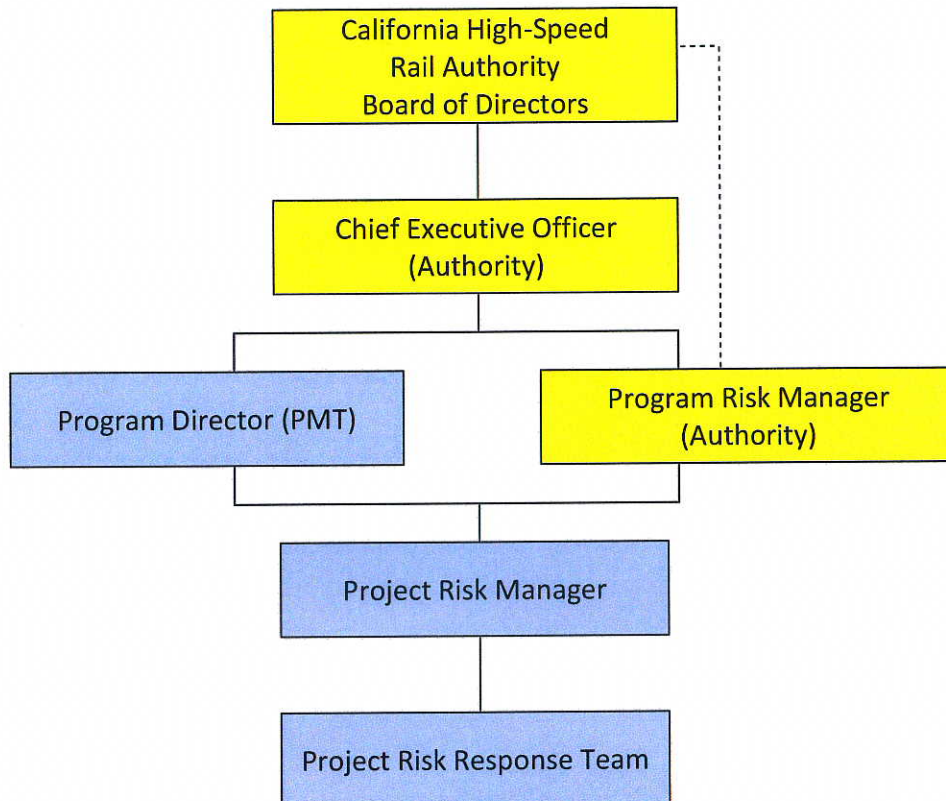 California High-Speed
Rail Authority
Board of Directors
Chief Executive Officer
(Authority)
Program Director (PMT)
Program Risk Manager
(Authority)
Project Risk Manager
Project Risk Response Team